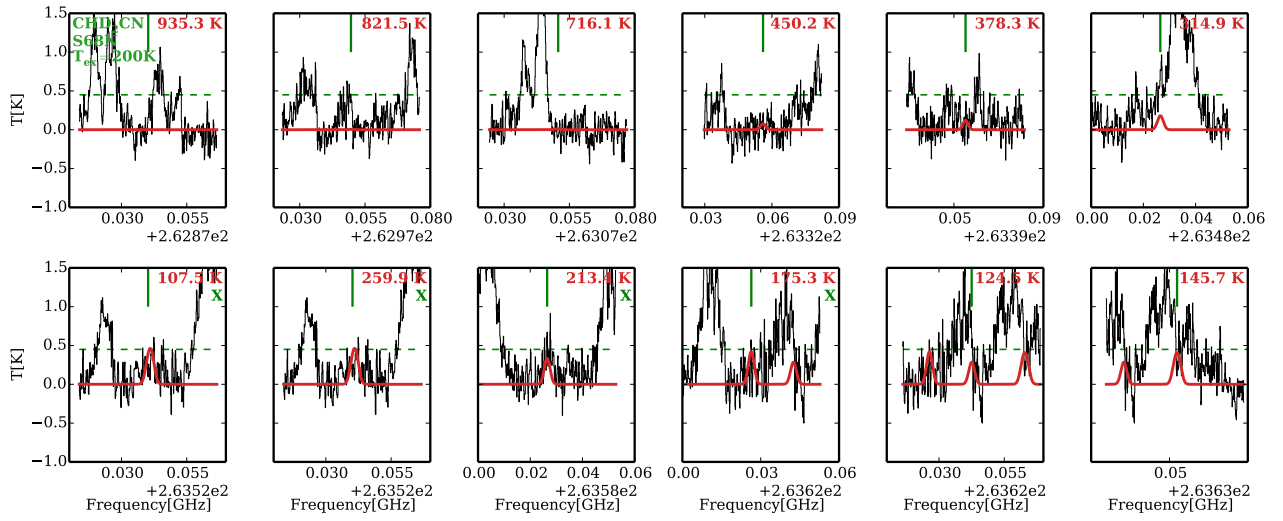 CHD₂CN 935.3 K
S68N
T_ex=200K
821.5 K
716.1 K
450.2 K
378.3 K
314.9 K
T[K]
1.5
1.0
0.5
0.0
−0.5
−1.0
0.030 0.055
+2.6287e2
0.030 0.055 0.080
+2.6297e2
0.030 0.055 0.080
+2.6307e2
0.03 0.06 0.09
+2.6332e2
0.05 0.09
+2.6339e2
0.00 0.02 0.04 0.06
+2.6348e2
107.5 K
259.9 K
X
213.4 K
X
175.3 K
X
124.5 K
145.7 K
T[K]
1.5
1.0
0.5
0.0
−0.5
−1.0
0.030 0.055
+2.6352e2
Frequency[GHz]
0.030 0.055
+2.6352e2
Frequency[GHz]
0.00 0.02 0.04 0.06
+2.6358e2
Frequency[GHz]
0.00 0.03 0.06
+2.6362e2
Frequency[GHz]
0.03 0.06
+2.6362e2
Frequency[GHz]
0.05
+2.6363e2
Frequency[GHz]